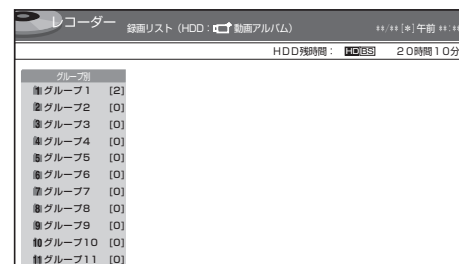 レコーダー 録画リスト（HDD：動画アルバム） **/**[*]午前 **:**
HDD残時間： HD BS 20時間10分
グループ別
1 グループ1 [2]
2 グループ2 [0]
3 グループ3 [0]
4 グループ4 [0]
5 グループ5 [0]
6 グループ6 [0]
7 グループ7 [0]
8 グループ8 [0]
9 グループ9 [0]
10 グループ10 [0]
11 グループ11 [0]